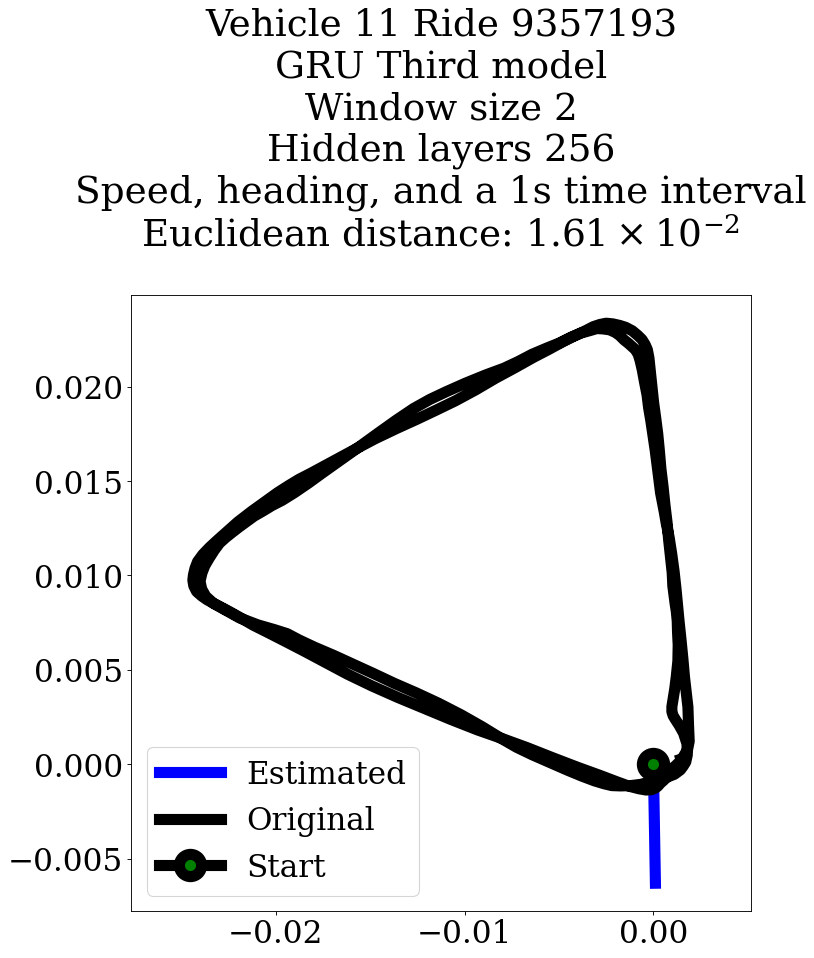 Vehicle 11 Ride 9357193
GRU Third model
Window size 2
Hidden layers 256
Speed, heading, and a 1s time interval
Euclidean distance: 1.61 × 10⁻²
0.020
0.015
0.010
0.005
0.000
−0.005
Estimated
Original
Start
−0.02
−0.01
0.00